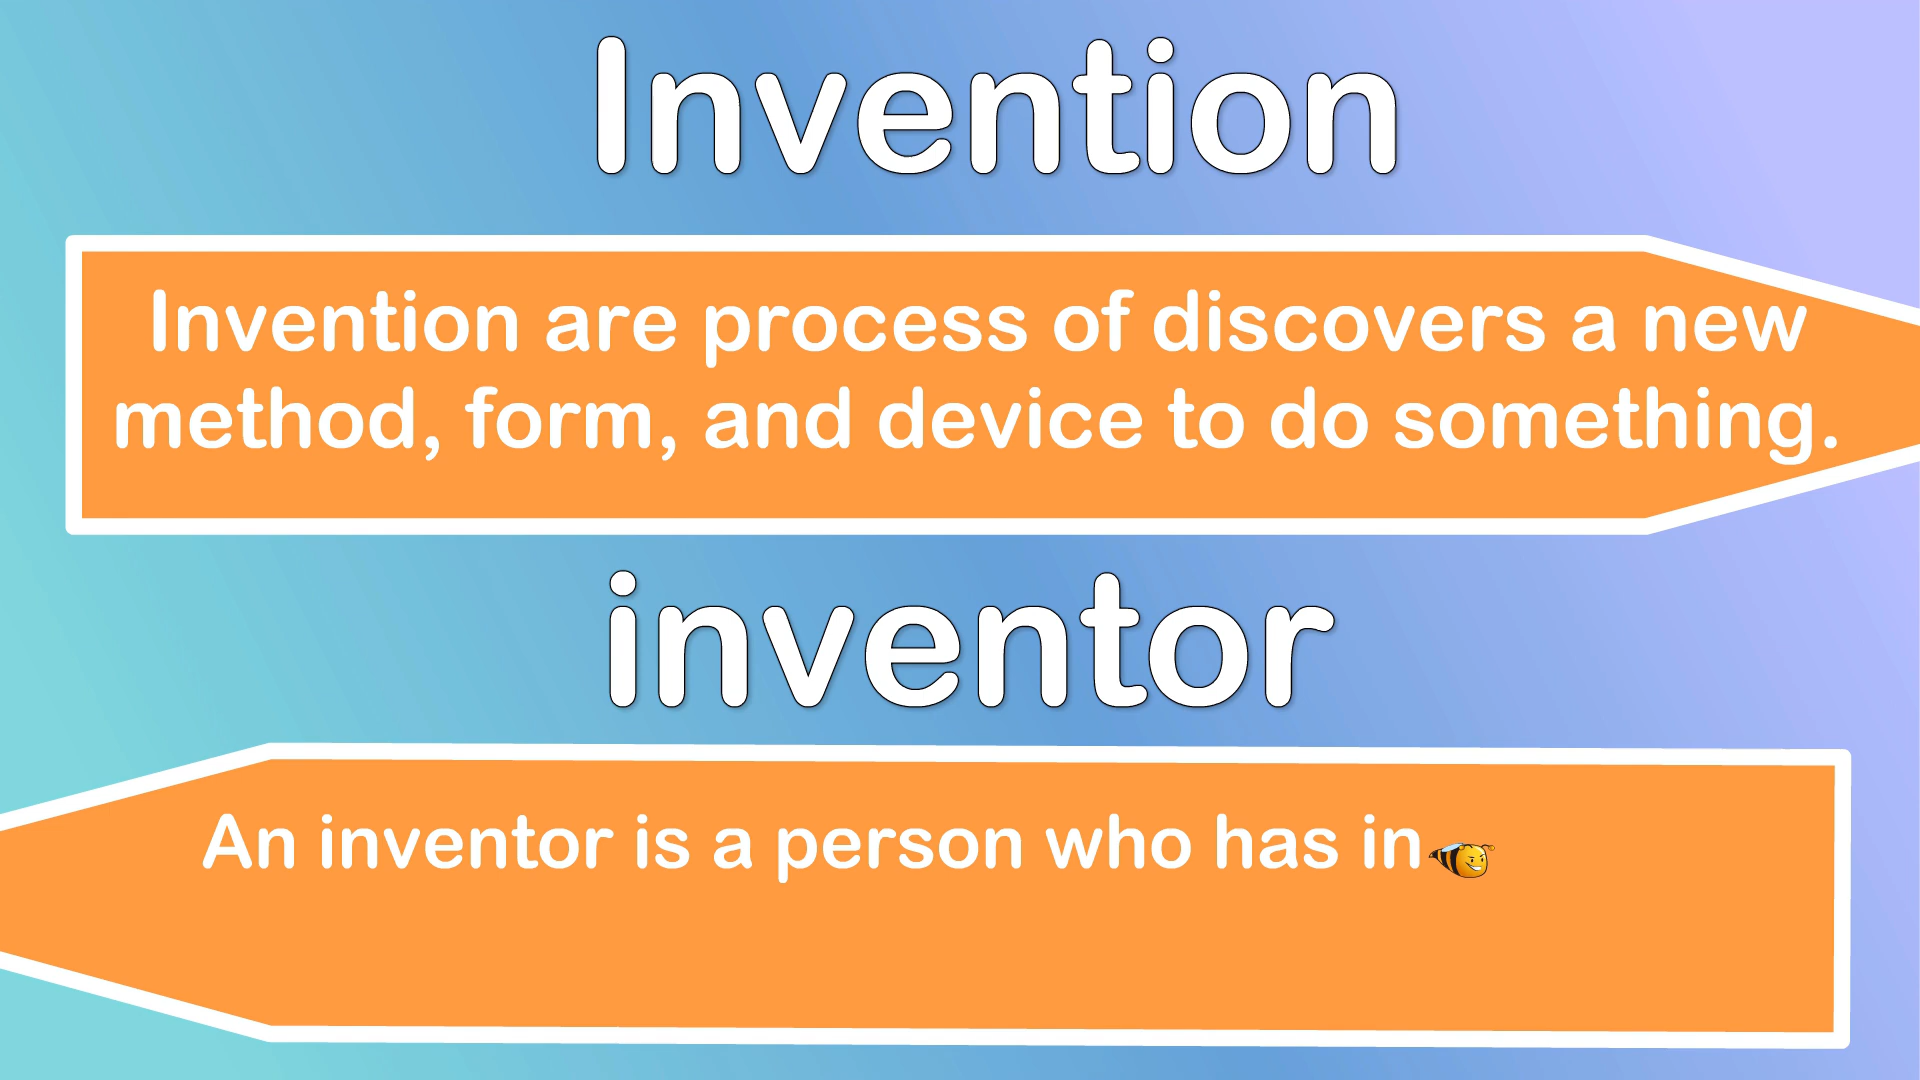 Invention
Invention are process of discovers a new
method, form, and device to do something.
inventor
An inventor is a person who has in